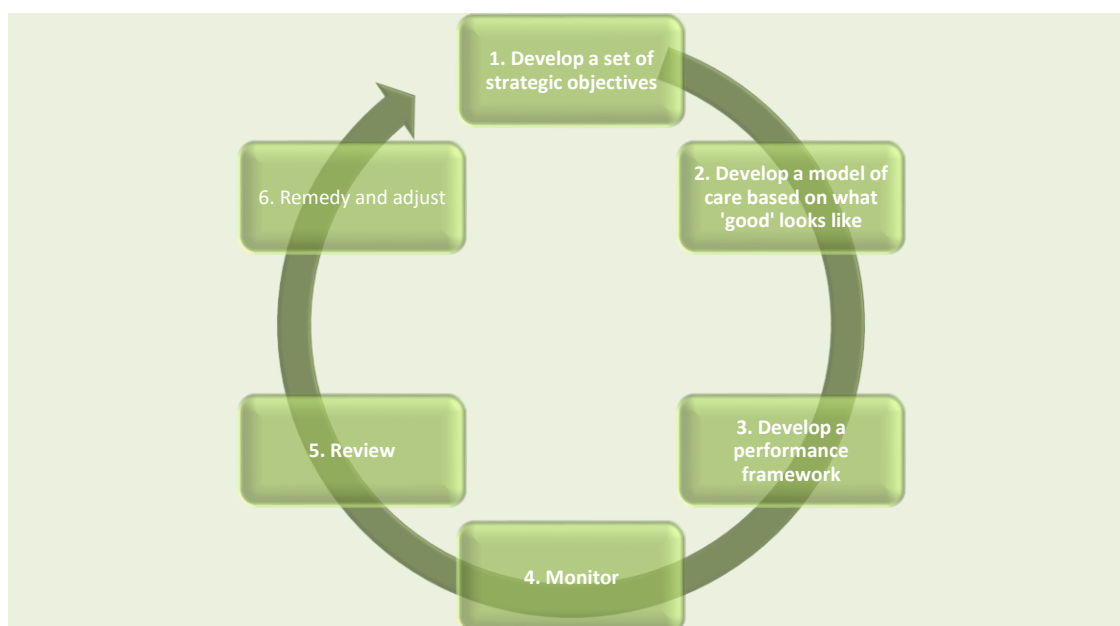 1. Develop a set of
strategic objectives
2. Develop a model of
care based on what
'good' looks like
3. Develop a
performance
framework
4. Monitor
5. Review
6. Remedy and adjust